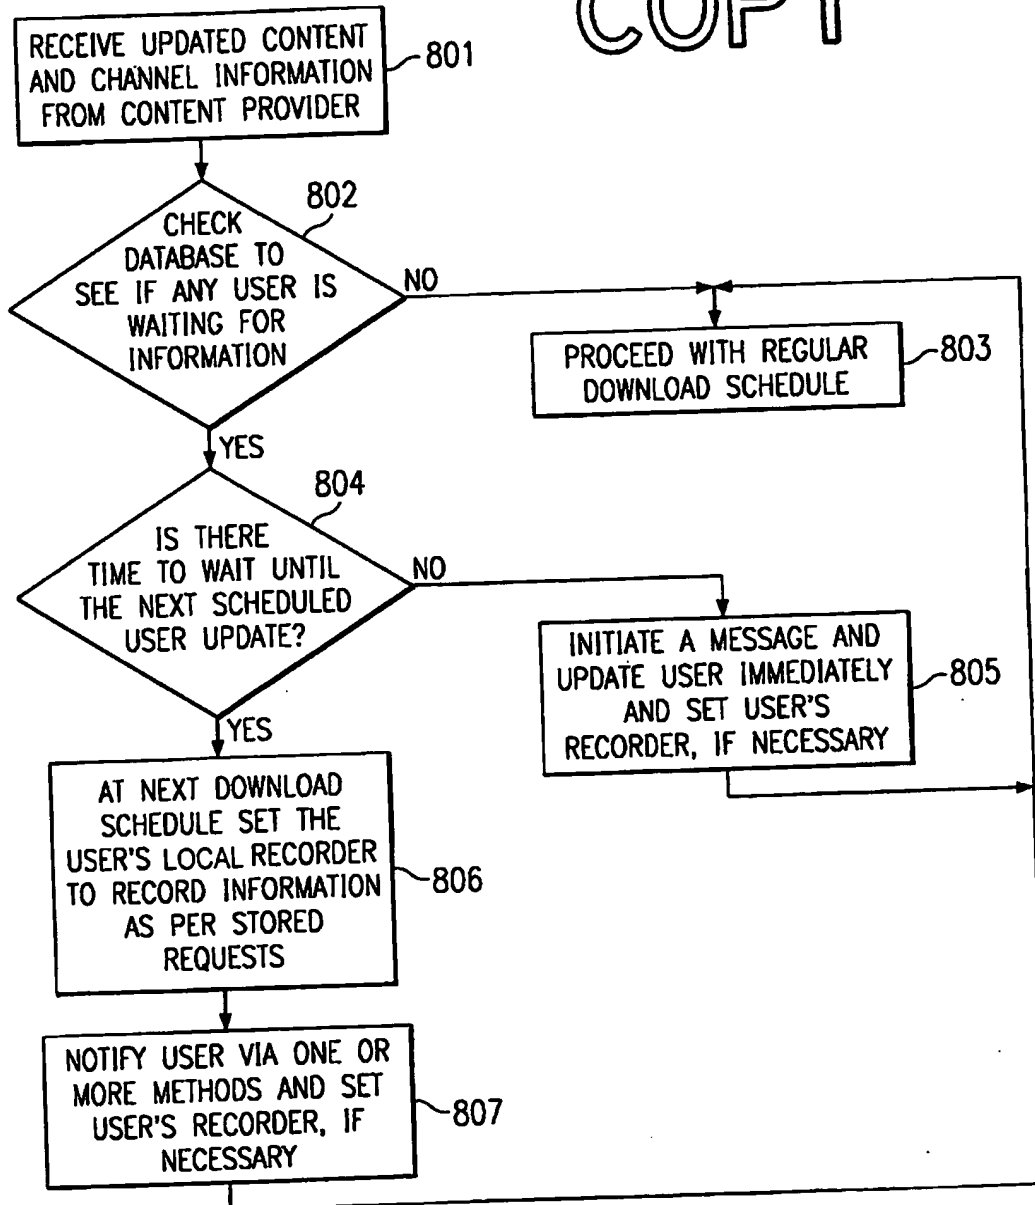 COPY
RECEIVE UPDATED CONTENT
AND CHANNEL INFORMATION
FROM CONTENT PROVIDER
801
802
CHECK
DATABASE TO
SEE IF ANY USER IS
WAITING FOR
INFORMATION
NO
PROCEED WITH REGULAR
DOWNLOAD SCHEDULE
803
YES
804
IS THERE
TIME TO WAIT UNTIL
THE NEXT SCHEDULED
USER UPDATE?
NO
INITIATE A MESSAGE AND
UPDATE USER IMMEDIATELY
AND SET USER'S
RECORDER, IF NECESSARY
805
YES
AT NEXT DOWNLOAD
SCHEDULE SET THE
USER'S LOCAL RECORDER
TO RECORD INFORMATION
AS PER STORED
REQUESTS
806
NOTIFY USER VIA ONE OR
MORE METHODS AND SET
USER'S RECORDER, IF
NECESSARY
807